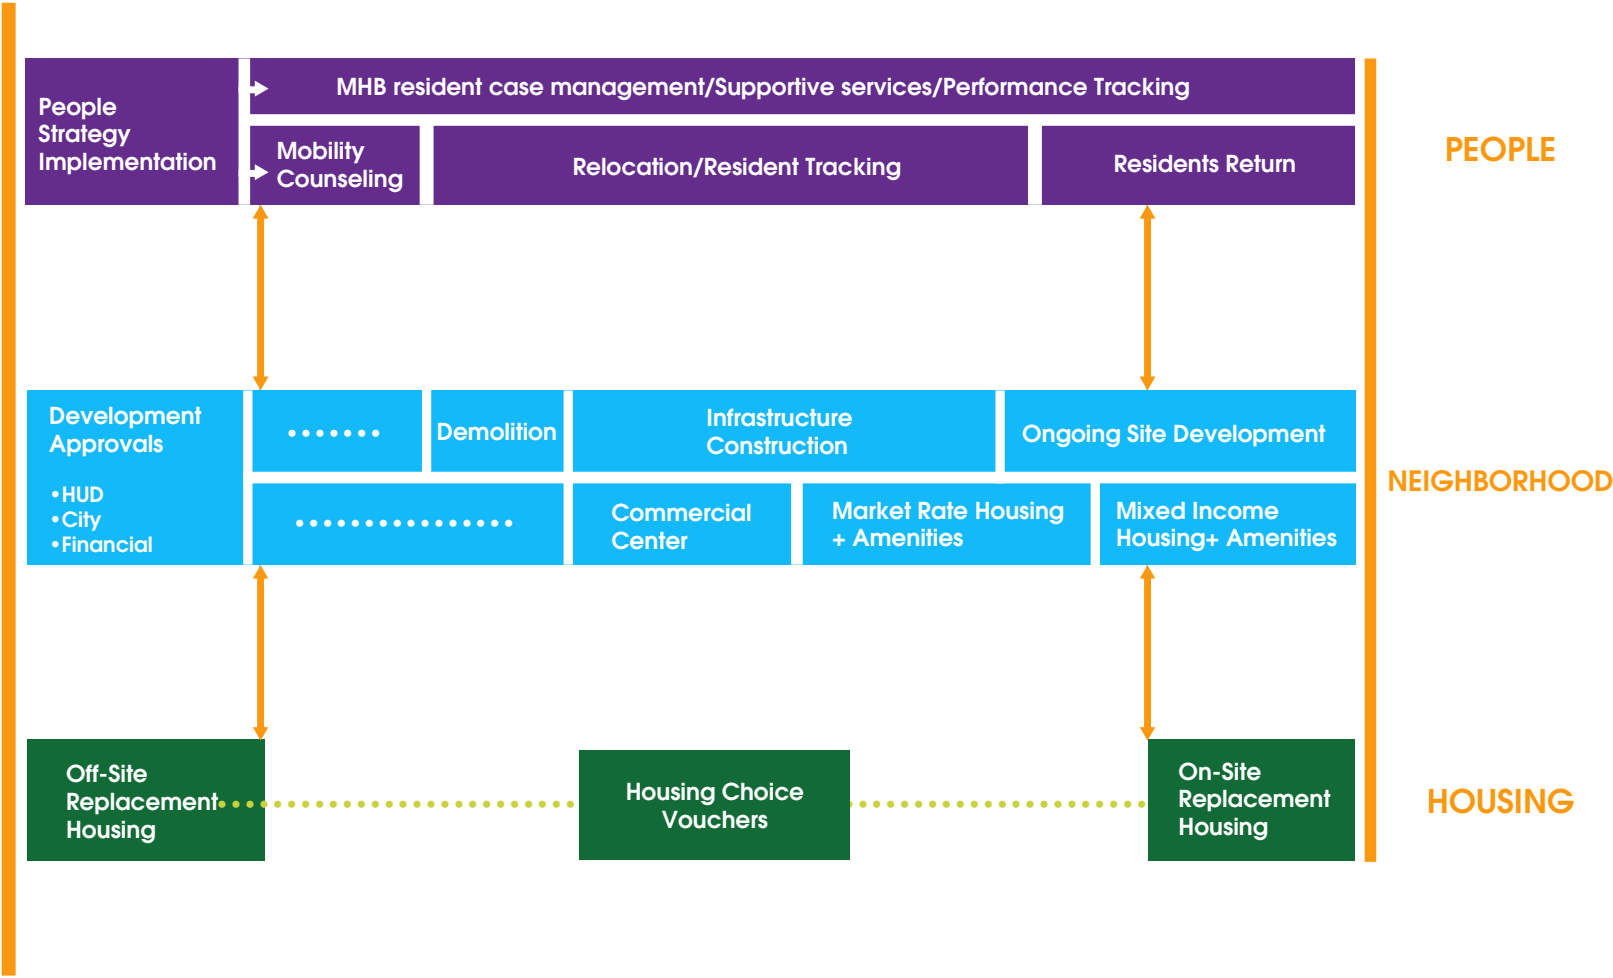 People
Strategy
Implementation
MHB resident case management/Supportive services/Performance Tracking
Mobility
Counseling
Relocation/Resident Tracking
Residents Return
PEOPLE
Development
Approvals
•HUD
•City
•Financial
Demolition
Infrastructure
Construction
Ongoing Site Development
Commercial
Center
Market Rate Housing
+ Amenities
Mixed Income
Housing+ Amenities
NEIGHBORHOOD
Off-Site
Replacement
Housing
Housing Choice
Vouchers
On-Site
Replacement
Housing
HOUSING